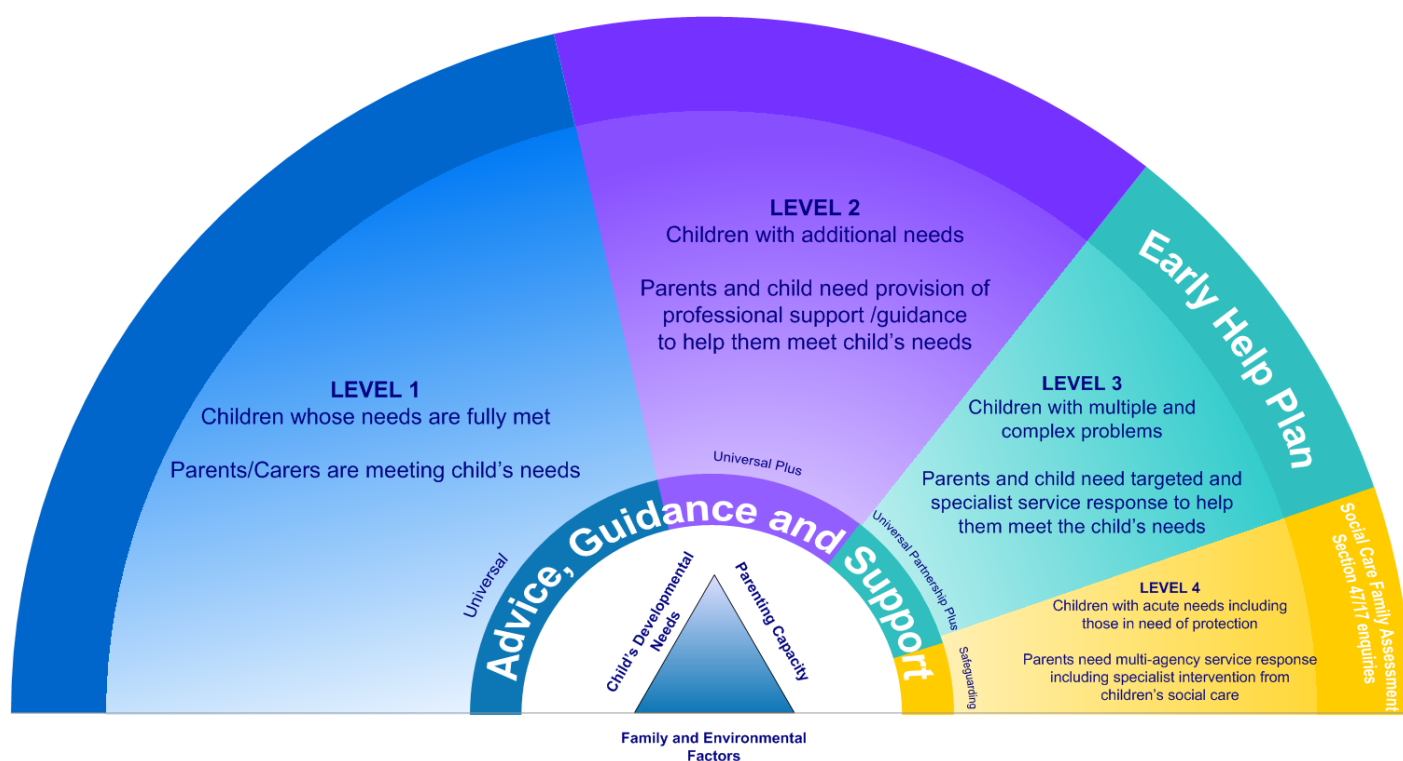 LEVEL 1
Children whose needs are fully met
Parents/Carers are meeting child's needs
LEVEL 2
Children with additional needs
Parents and child need provision of
professional support /guidance
to help them meet child's needs
LEVEL 3
Children with multiple and
complex problems
Parents and child need targeted and
specialist service response to help
them meet the child's needs
LEVEL 4
Children with acute needs including
those in need of protection
Parents need multi-agency service response
including specialist intervention from
children's social care
Early Help Plan
Social Care Family Assessment
Section 47/17 enquiries
Universal
Universal Plus
Universal Partnership Plus
Safeguarding
Advice, Guidance and Support
Child's Developmental
Needs
Parenting Capacity
Family and Environmental
Factors